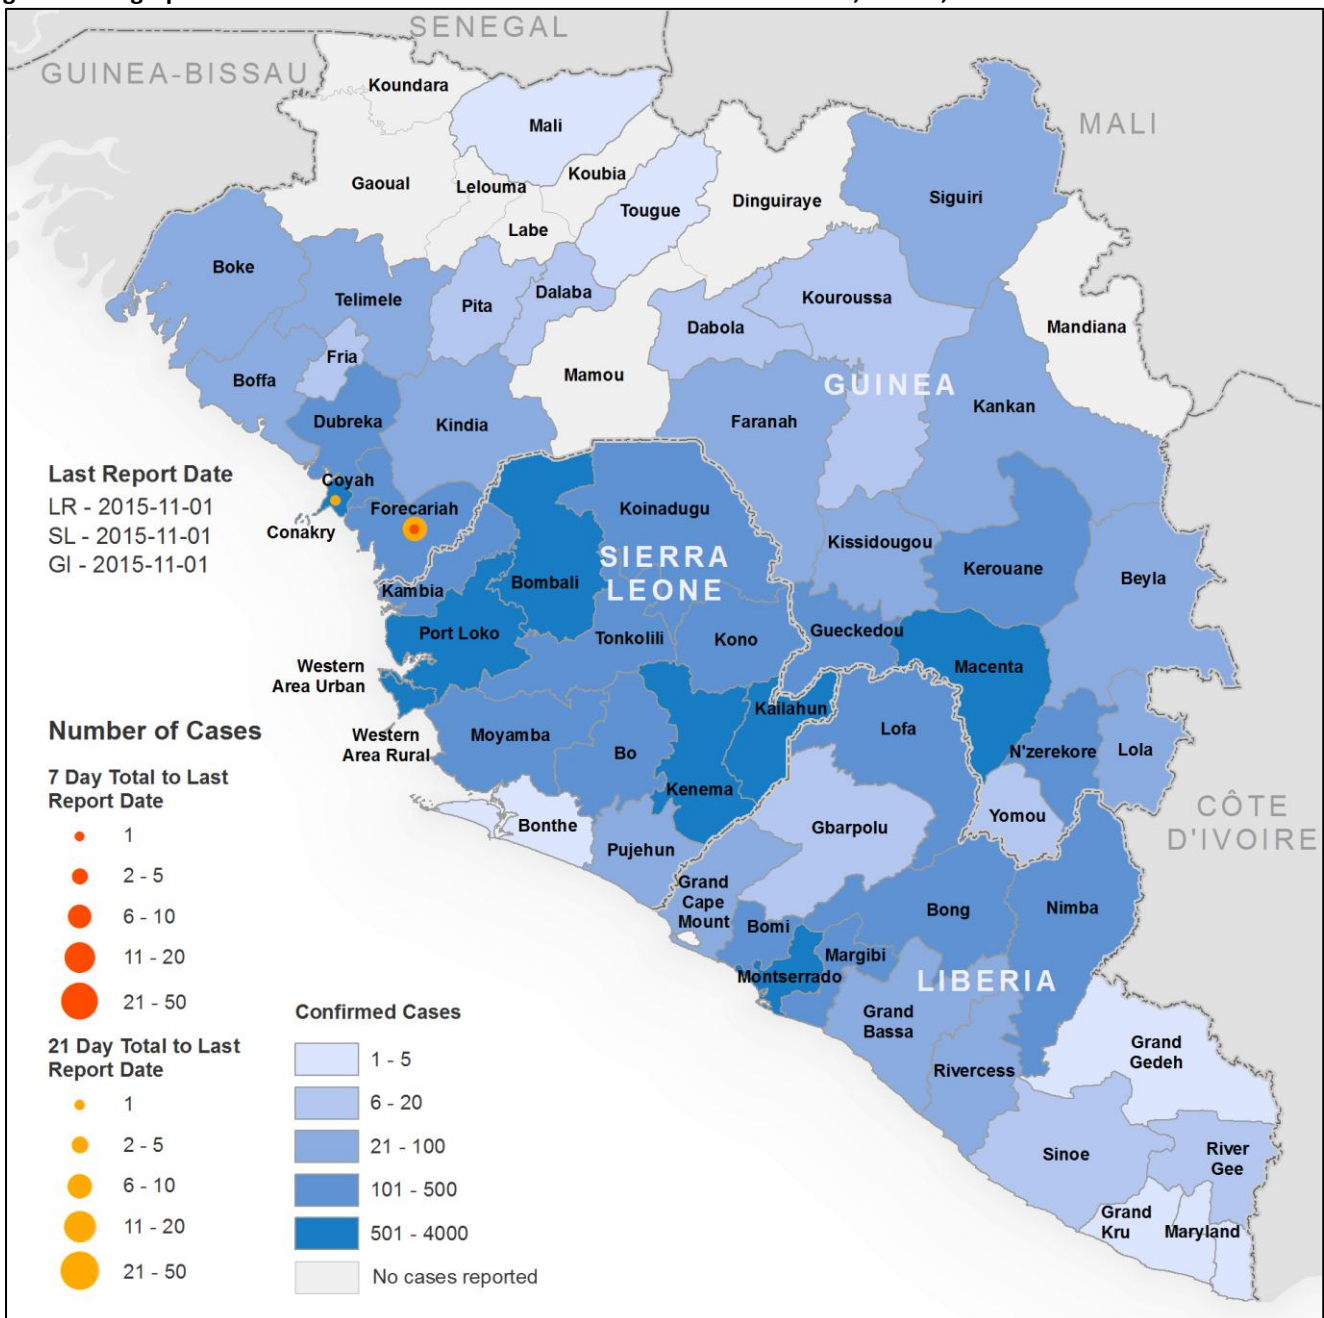 SENEGAL
GUINEA-BISSAU
MALI
Koundara
Mali
Gaoual
Lelouma
Koubia
Labe
Tougue
Dinguiraye
Siguiri
Boke
Telimele
Pita
Dalaba
Kouroussa
Dabola
Mandiana
Fria
Boffa
Mamou
GUINEA
Dubreka
Kindia
Faranah
Kankan
Last Report Date
LR - 2015-11-01
SL - 2015-11-01
GI - 2015-11-01
Coyah
Conakry
Forecariah
Koinadugu
Kissidougou
SIERRA
LEONE
Kerouane
Beyla
Kambia
Bombali
Port Loko
Tonkolili
Kono
Gueckedou
Macenta
Western
Area Urban
Western
Area Rural
Moyamba
Bo
Kailahun
Kenema
Lofa
N'zerekore
Lola
Yomou
CÔTE
D'IVOIRE
Bonthe
Pujehun
Gbarpolu
Grand
Cape
Mount
Bomi
Bong
Nimba
Margibi
Montserrado
LIBERIA
Grand
Bassa
Rivercess
Grand
Gedeh
Sinoe
River
Gee
Grand
Kru
Maryland
Number of Cases
7 Day Total to Last
Report Date
1
2 - 5
6 - 10
11 - 20
21 - 50
21 Day Total to Last
Report Date
1
2 - 5
6 - 10
11 - 20
21 - 50
Confirmed Cases
1 - 5
6 - 20
21 - 100
101 - 500
501 - 4000
No cases reported